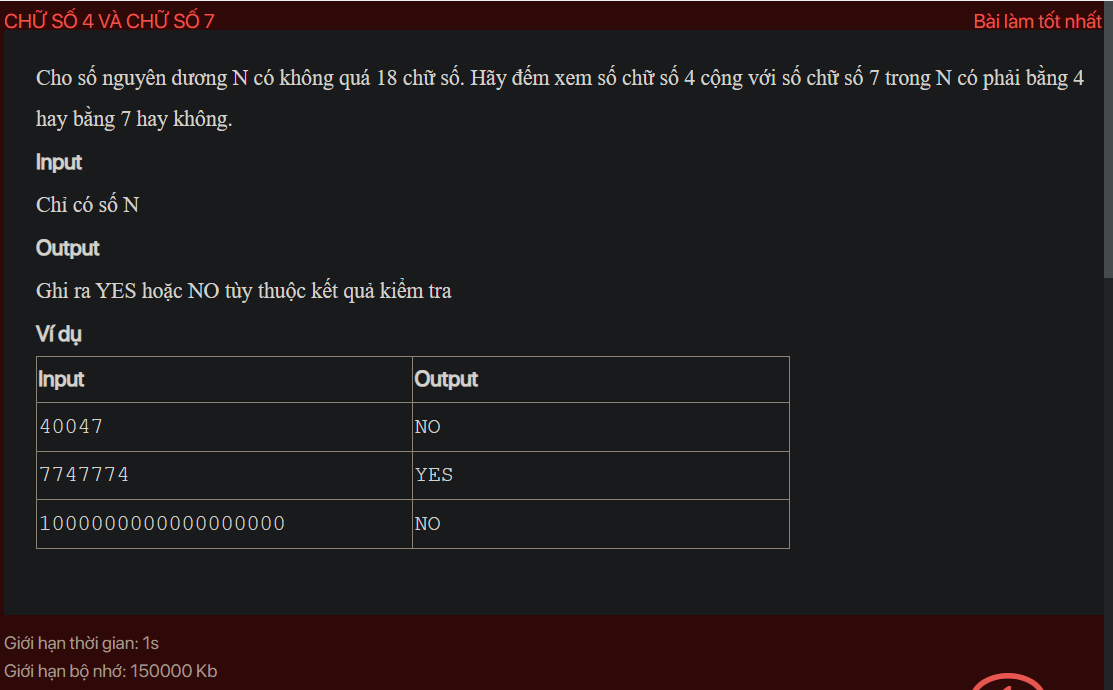 CHỮ SỐ 4 VÀ CHỮ SỐ 7 Bài làm tốt nhất
Cho số nguyên dương N có không quá 18 chữ số. Hãy đếm xem số chữ số 4 cộng với số chữ số 7 trong N có phải bằng 4
hay bằng 7 hay không.
Input
Chỉ có số N
Output
Ghi ra YES hoặc NO tùy thuộc kết quả kiểm tra
Ví dụ
Input Output
40047 NO
7747774 YES
1000000000000000000 NO
Giới hạn thời gian: 1s
Giới hạn bộ nhớ: 150000 Kb